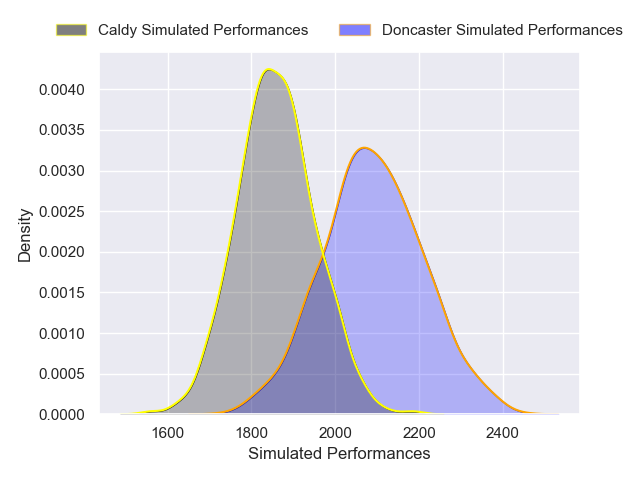 Caldy Simulated Performances
Doncaster Simulated Performances
0.0040
0.0035
0.0030
0.0025
0.0020
0.0015
0.0010
0.0005
0.0000
Density
1600 1800 2000 2200 2400
Simulated Performances